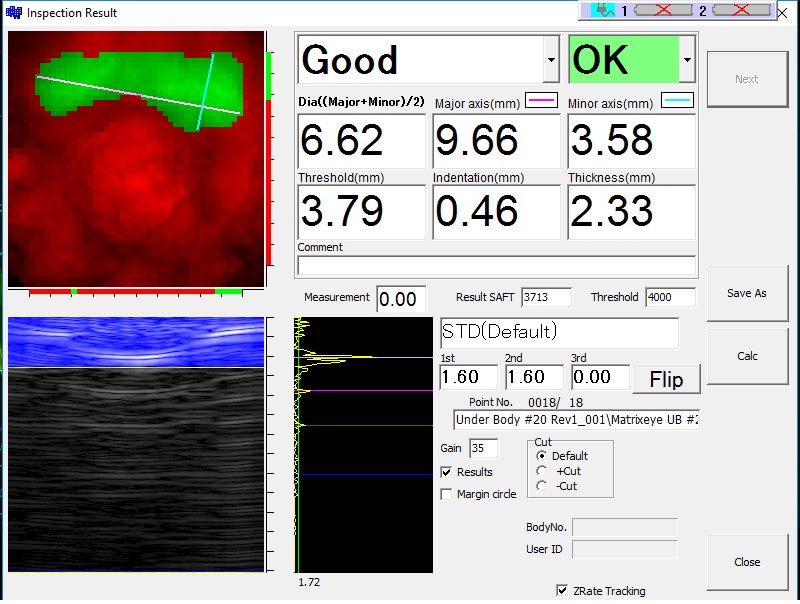 Inspection Result
1 2
Good OK
Next
Dia((Major+Minor)/2) Major axis(mm) Minor axis(mm)
6.62 9.66 3.58
Threshold(mm) Indentation(mm) Thickness(mm)
3.79 0.46 2.33
Comment
Measurement 0.00 Result SAFT 3713 Threshold 4000
Save As
STD(Default)
Calc
1st 2nd 3rd
1.60 1.60 0.00 Flip
Point No. 0018/ 18
Under Body #20 Rev1_001\Matrixeye UB #2
Gain 35
Cut
Default
Results +Cut
-Cut
Margin circle
BodyNo.
User ID
Close
1.72
ZRate Tracking